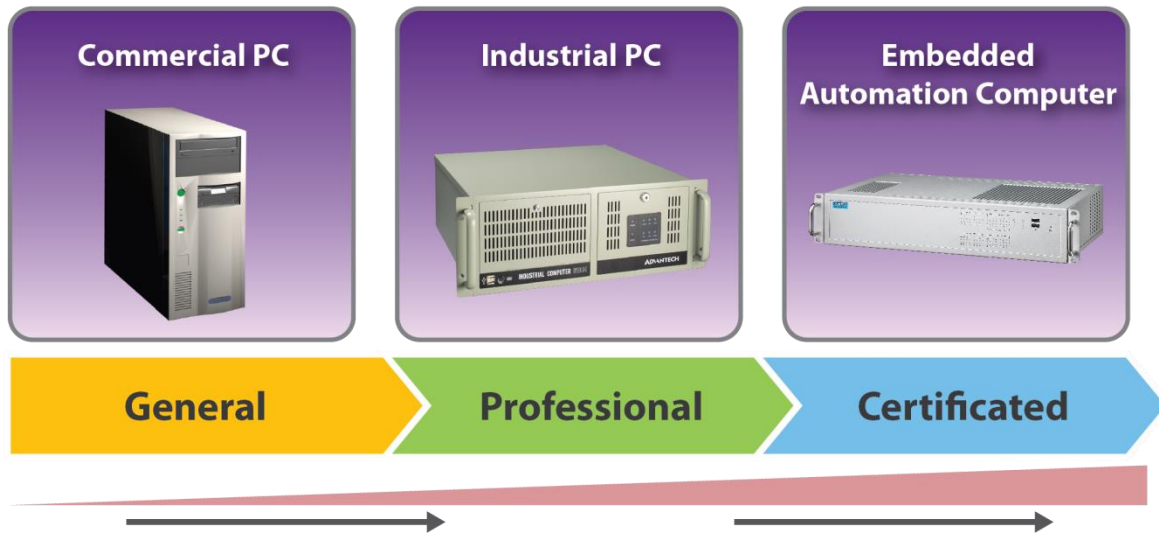 Commercial PC
Industrial PC
Embedded
Automation Computer
INDUSTRIAL COMPUTER
ADVANTECH
General
Professional
Certificated